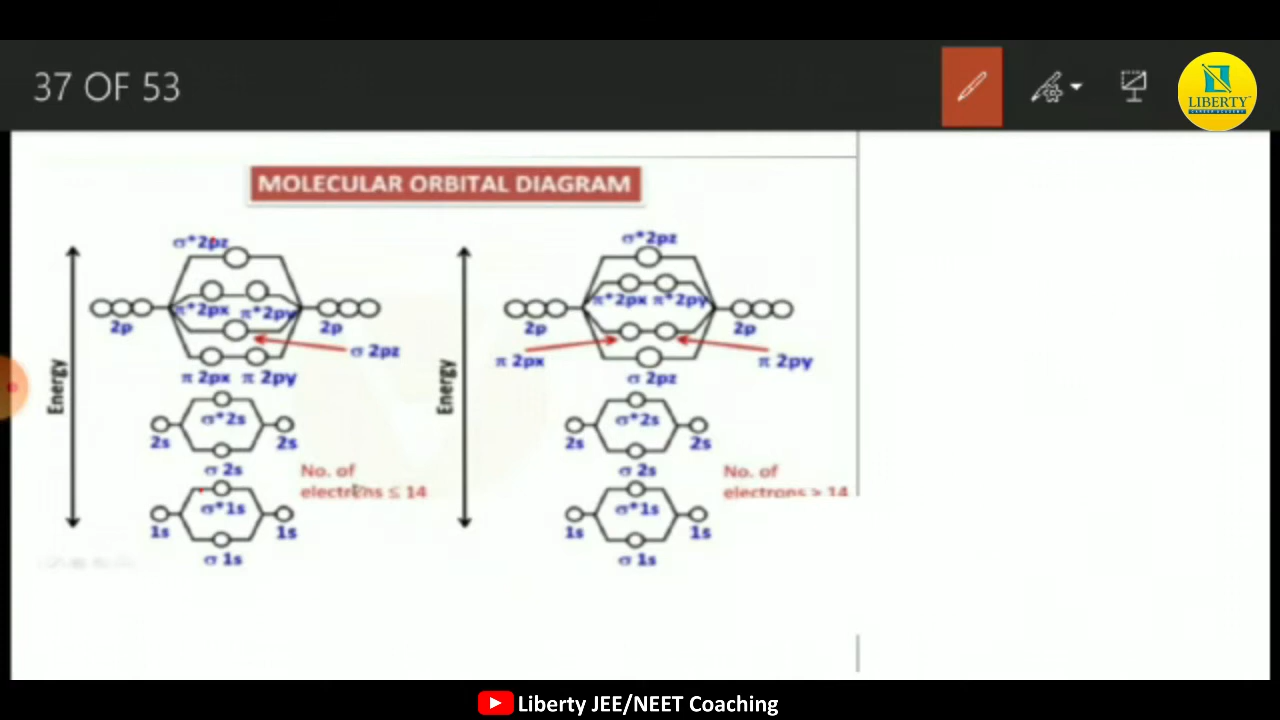 37 OF 53
LIBERTY
MOLECULAR ORBITAL DIAGRAM
Energy
σ*2pz
π*2px π*2py
2p
2p
σ 2pz
π 2px π 2py
σ*2s
2s
2s
σ 2s
No. of
electrons ≤ 14
σ*1s
1s
1s
σ 1s
Energy
σ*2pz
π*2px π*2py
2p
2p
π 2px
π 2py
σ 2pz
σ*2s
2s
2s
σ 2s
No. of
electrons > 14
σ*1s
1s
1s
σ 1s
Liberty JEE/NEET Coaching